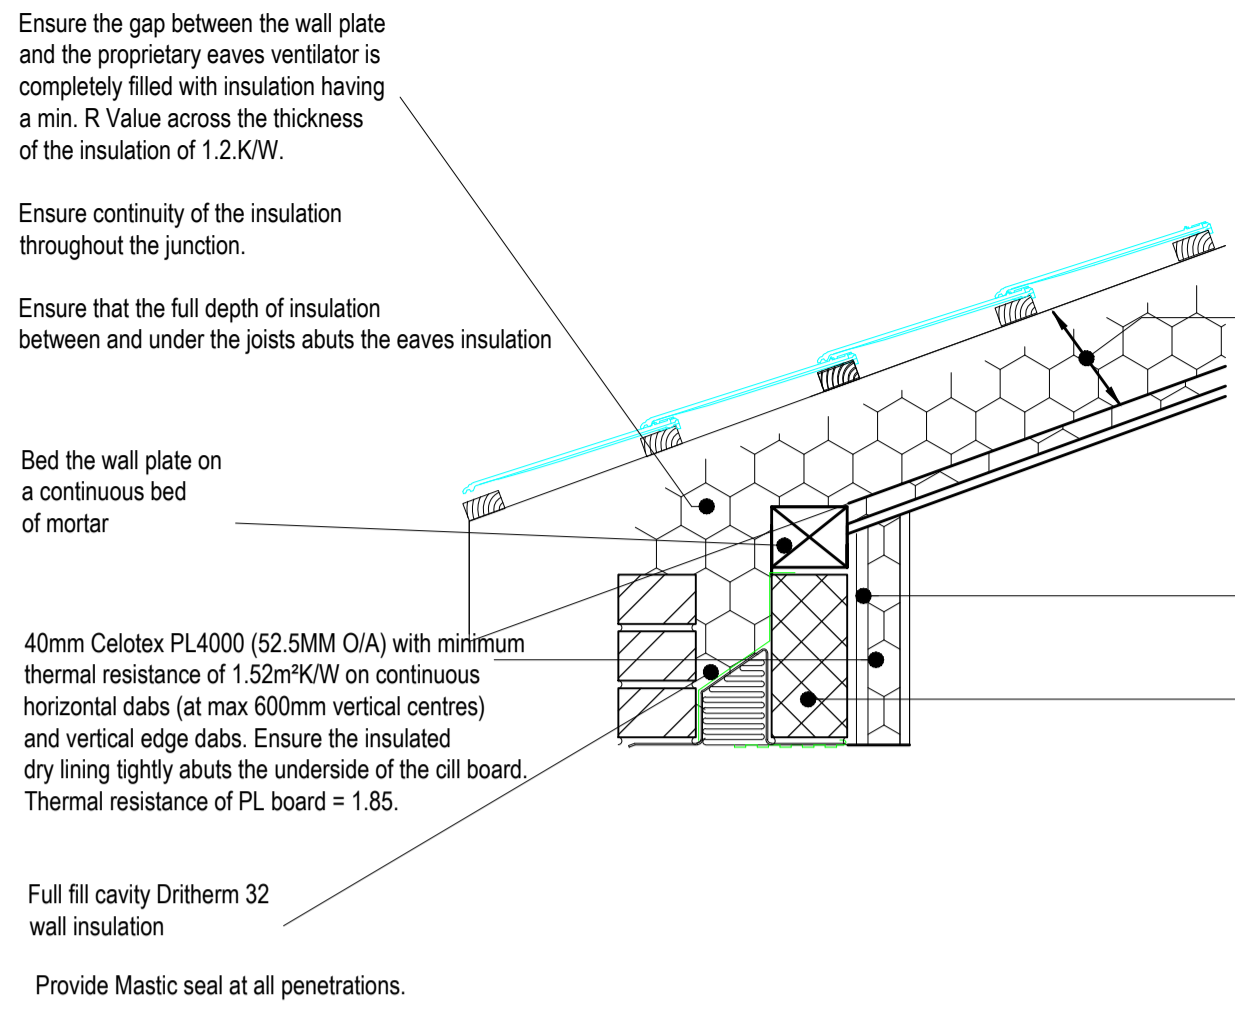 Ensure the gap between the wall plate
and the proprietary eaves ventilator is
completely filled with insulation having
a min. R Value across the thickness
of the insulation of 1.2.K/W.
Ensure continuity of the insulation
throughout the junction.
Ensure that the full depth of insulation
between and under the joists abuts the eaves insulation
Bed the wall plate on
a continuous bed
of mortar
40mm Celotex PL4000 (52.5MM O/A) with minimum
thermal resistance of 1.52m²K/W on continuous
horizontal dabs (at max 600mm vertical centres)
and vertical edge dabs. Ensure the insulated
dry lining tightly abuts the underside of the cill board.
Thermal resistance of PL board = 1.85.
Full fill cavity Dritherm 32
wall insulation
Provide Mastic seal at all penetrations.